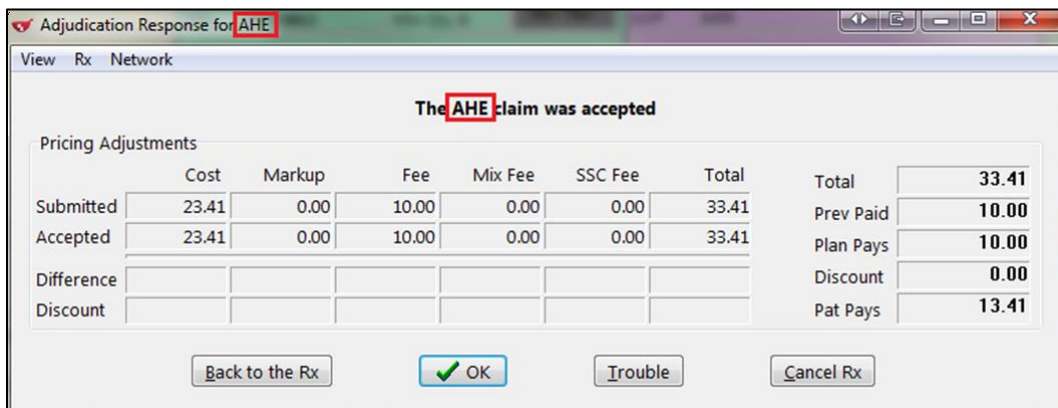 Adjudication Response for AHE
View Rx Network
The AHE claim was accepted
Pricing Adjustments
Cost Markup Fee Mix Fee SSC Fee Total
Submitted 23.41 0.00 10.00 0.00 0.00 33.41
Accepted 23.41 0.00 10.00 0.00 0.00 33.41
Difference
Discount
Total 33.41
Prev Paid 10.00
Plan Pays 10.00
Discount 0.00
Pat Pays 13.41
Back to the Rx OK Trouble Cancel Rx